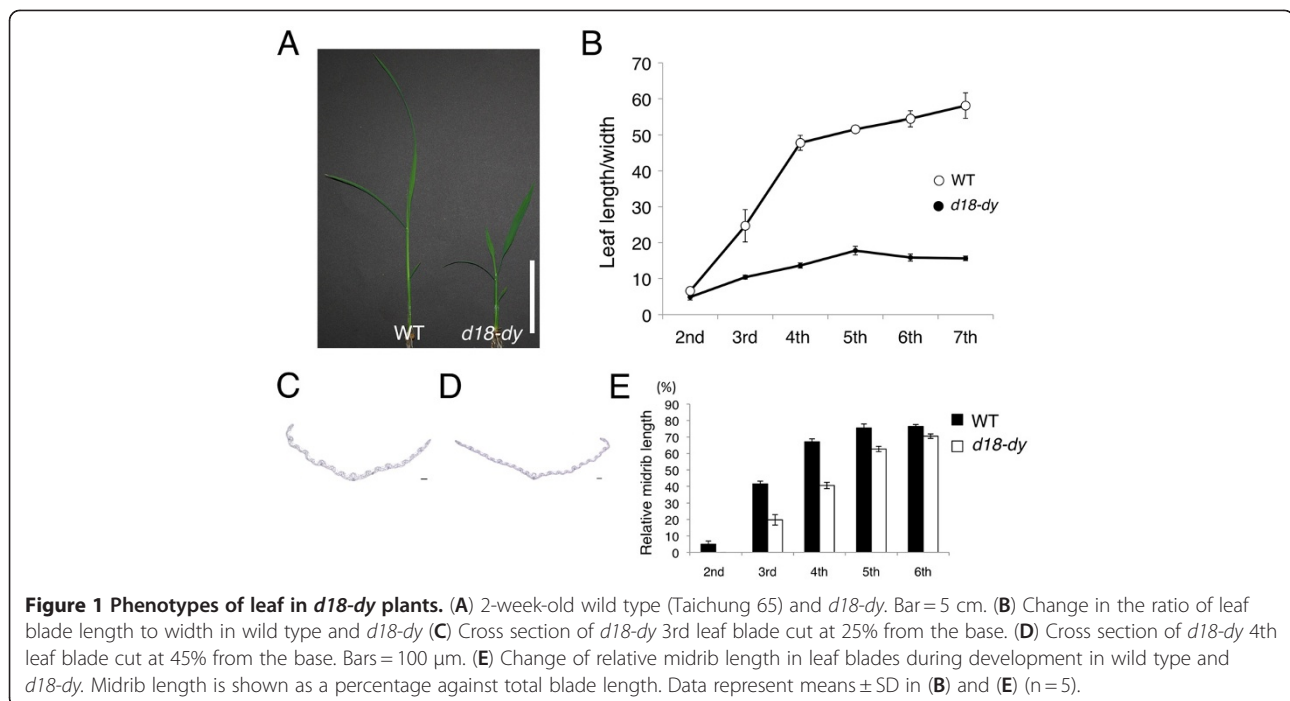 A
WT
d18-dy
B
70
60
50
40
30
20
10
0
Leaf length/width
WT
d18-dy
2nd 3rd 4th 5th 6th 7th
C
D
E
(%)
90
80
70
60
50
40
30
20
10
0
Relative midrib length
WT
d18-dy
2nd 3rd 4th 5th 6th
Figure 1 Phenotypes of leaf in d18-dy plants. (A) 2-week-old wild type (Taichung 65) and d18-dy. Bar = 5 cm. (B) Change in the ratio of leaf
blade length to width in wild type and d18-dy (C) Cross section of d18-dy 3rd leaf blade cut at 25% from the base. (D) Cross section of d18-dy 4th
leaf blade cut at 45% from the base. Bars = 100 μm. (E) Change of relative midrib length in leaf blades during development in wild type and
d18-dy. Midrib length is shown as a percentage against total blade length. Data represent means ± SD in (B) and (E) (n = 5).